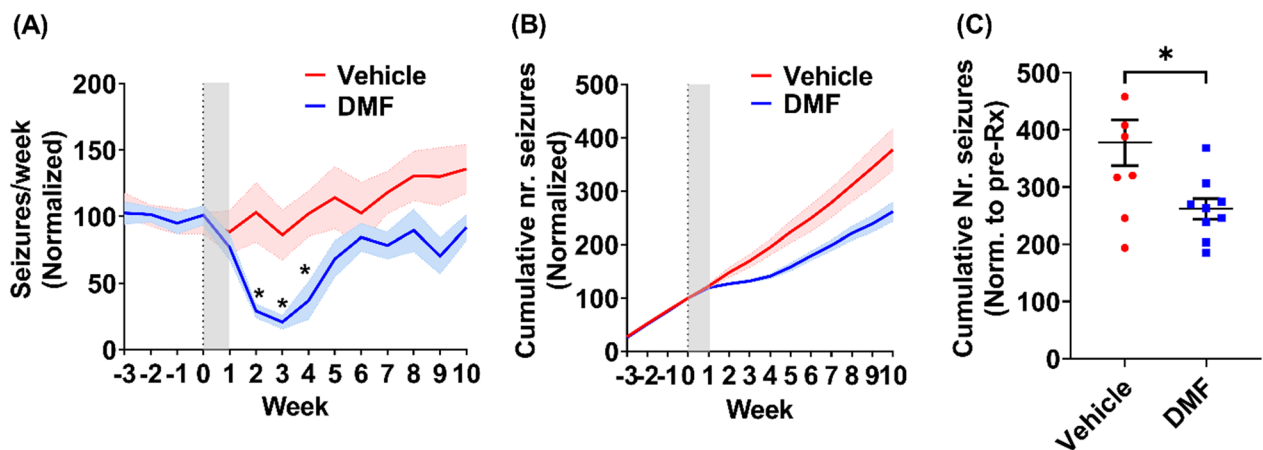 (A)
Seizures/week
(Normalized)
200
150
100
50
0
Vehicle
DMF
* * *
-3 -2 -1 0 1 2 3 4 5 6 7 8 9 10
Week
(B)
Cumulative nr. seizures
(Normalized)
500
400
300
200
100
0
Vehicle
DMF
-3 -2 -1 0 1 2 3 4 5 6 7 8 9 10
Week
(C)
Cumulative Nr. seizures
(Norm. to pre-Rx)
500
400
300
200
100
0
*
Vehicle
DMF